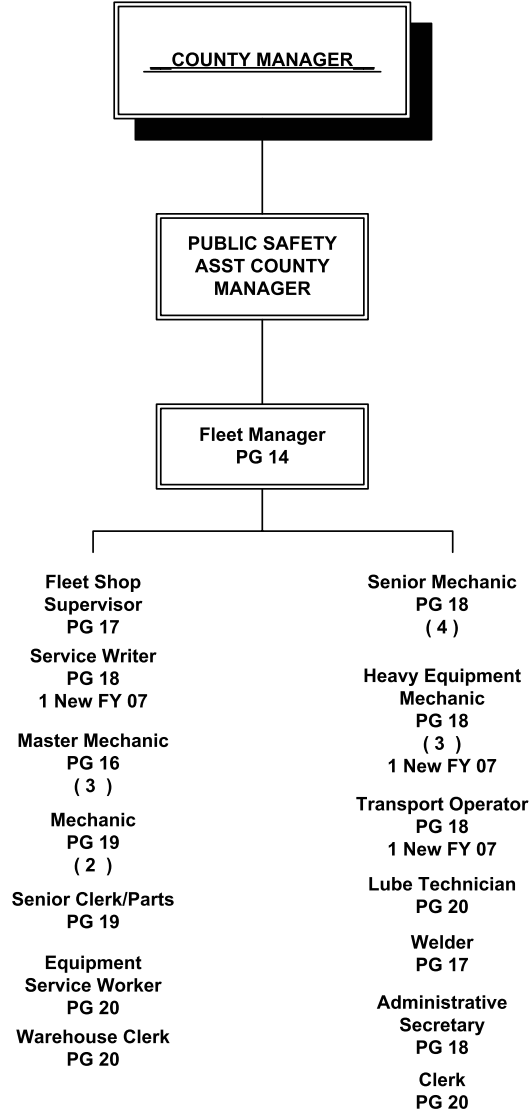 __COUNTY MANAGER__
PUBLIC SAFETY
ASST COUNTY
MANAGER
Fleet Manager
PG 14
Fleet Shop
Supervisor
PG 17
Service Writer
PG 18
1 New FY 07
Master Mechanic
PG 16
( 3 )
Mechanic
PG 19
( 2 )
Senior Clerk/Parts
PG 19
Equipment
Service Worker
PG 20
Warehouse Clerk
PG 20
Senior Mechanic
PG 18
( 4 )
Heavy Equipment
Mechanic
PG 18
( 3 )
1 New FY 07
Transport Operator
PG 18
1 New FY 07
Lube Technician
PG 20
Welder
PG 17
Administrative
Secretary
PG 18
Clerk
PG 20